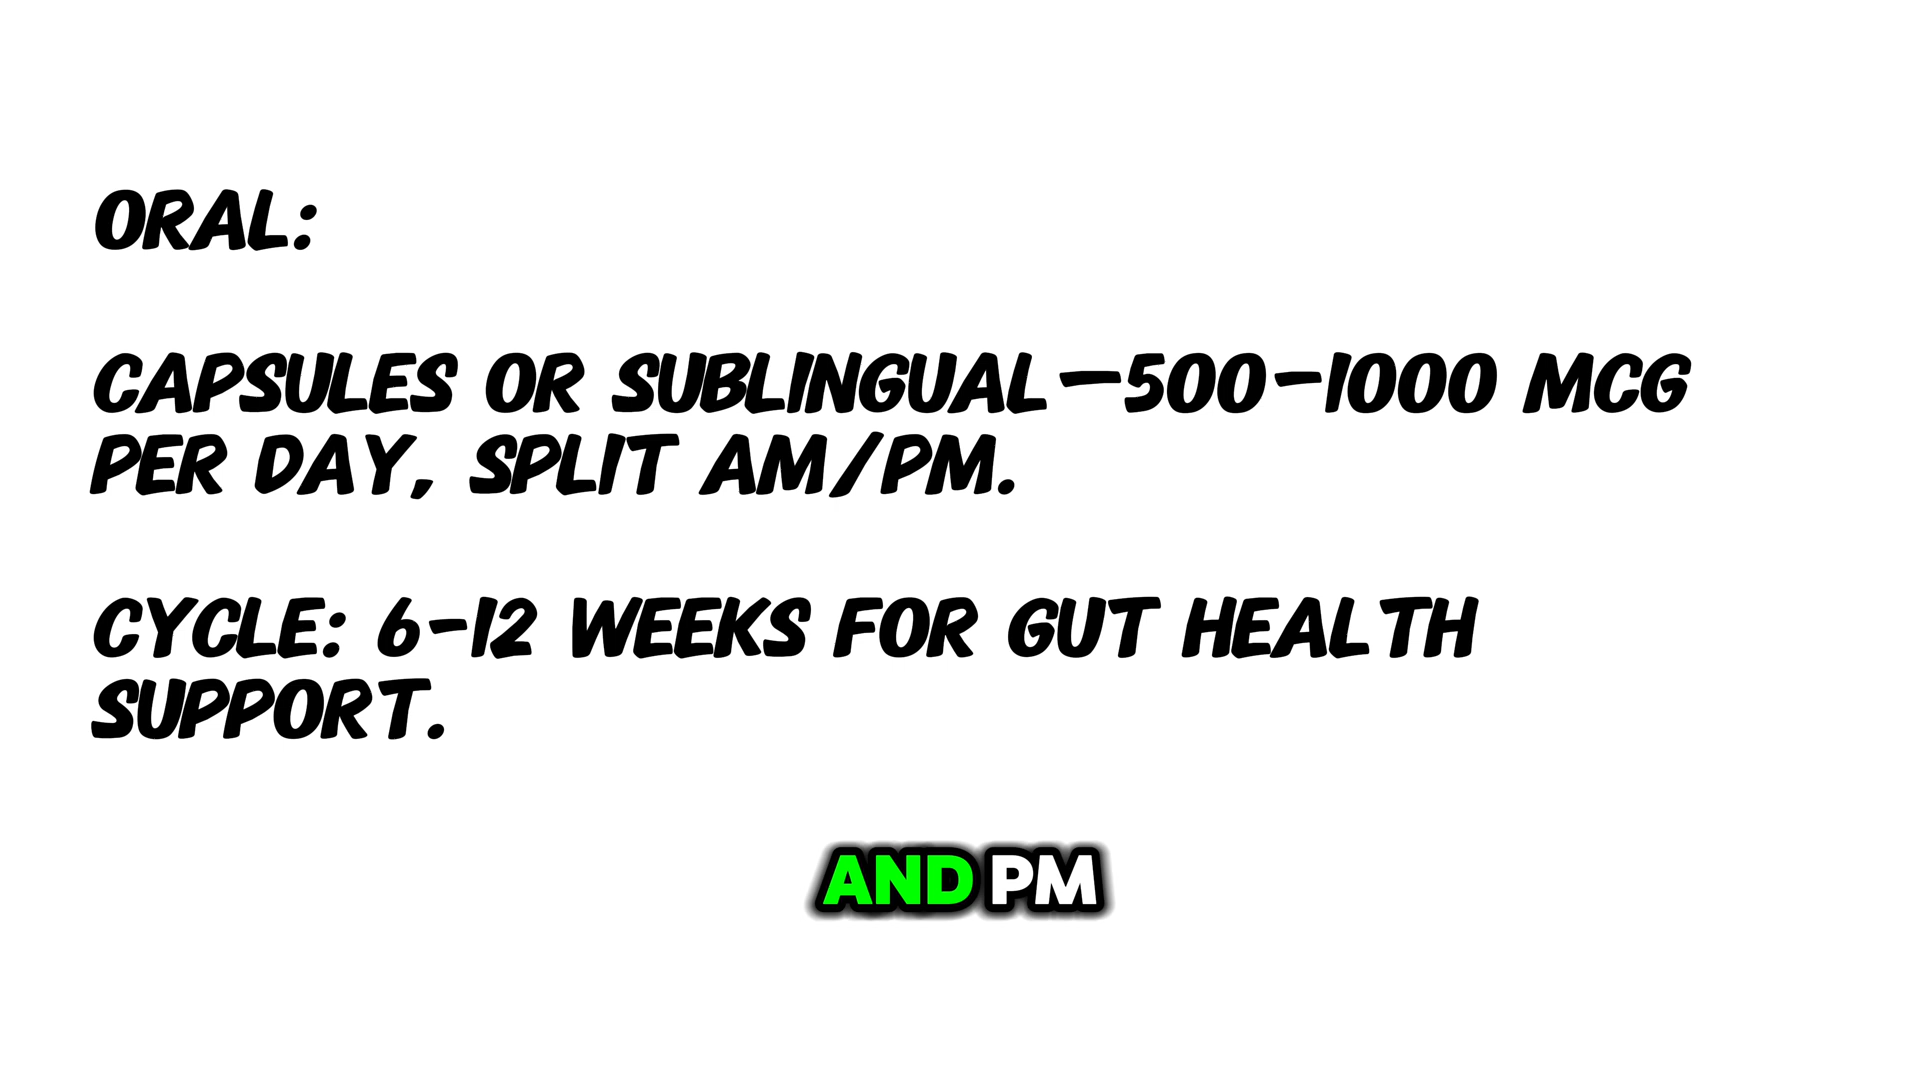 ORAL:
CAPSULES OR SUBLINGUAL—500-1000 MCG
PER DAY, SPLIT AM/PM.
CYCLE: 6-12 WEEKS FOR GUT HEALTH
SUPPORT.
AND PM